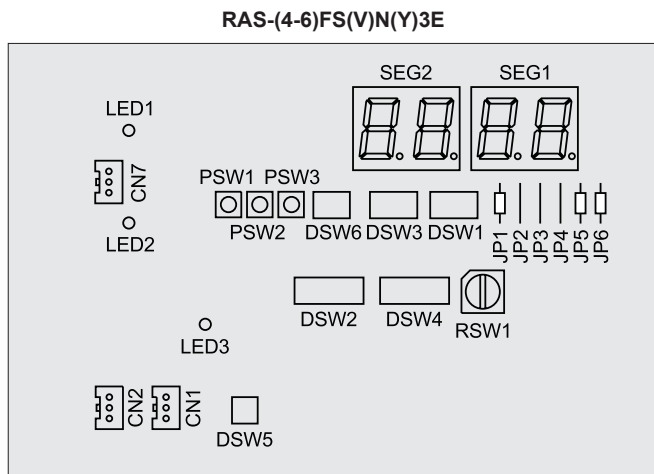 RAS-(4-6)FS(V)N(Y)3E
SEG2 SEG1
LED1
CN7
PSW1 PSW3
LED2
PSW2 DSW6 DSW3 DSW1 JP1 JP2 JP3 JP4 JP5 JP6
DSW2 DSW4 RSW1
LED3
CN2 CN1
DSW5